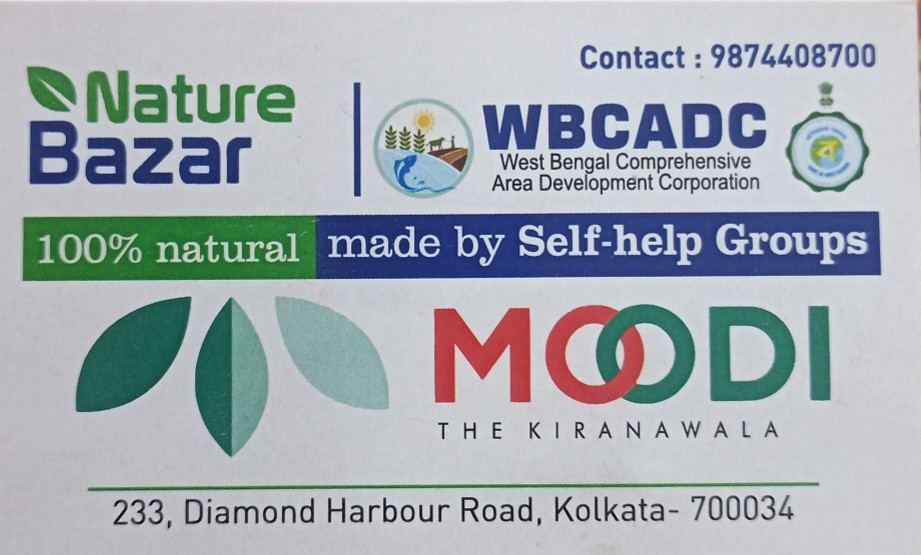 Contact : 9874408700
Nature
Bazar
WBCADC
West Bengal Comprehensive
Area Development Corporation
100% natural made by Self-help Groups
MOODI
THE KIRANAWALA
233, Diamond Harbour Road, Kolkata- 700034